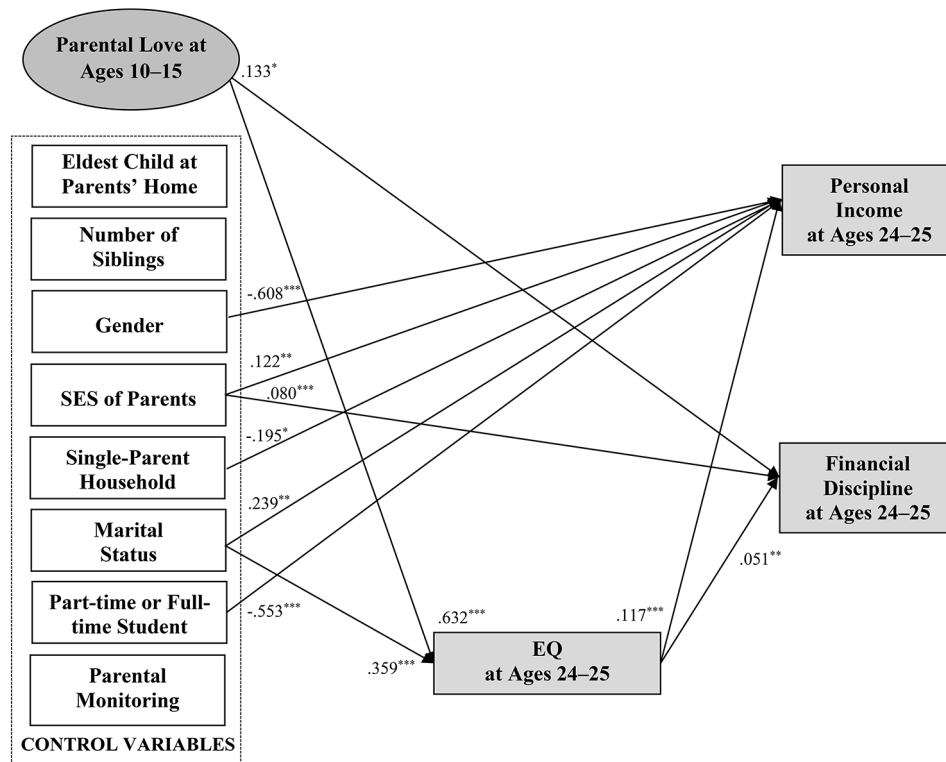 Parental Love at
Ages 10–15
.133*
Eldest Child at
Parents’ Home
Number of
Siblings
Gender
SES of Parents
Single-Parent
Household
Marital
Status
Part-time or Full-
time Student
Parental
Monitoring
CONTROL VARIABLES
-.608***
.122**
.080***
-.195*
.239**
-.553***
.359***
.632***
.117***
.051**
EQ
at Ages 24–25
Personal
Income
at Ages 24–25
Financial
Discipline
at Ages 24–25